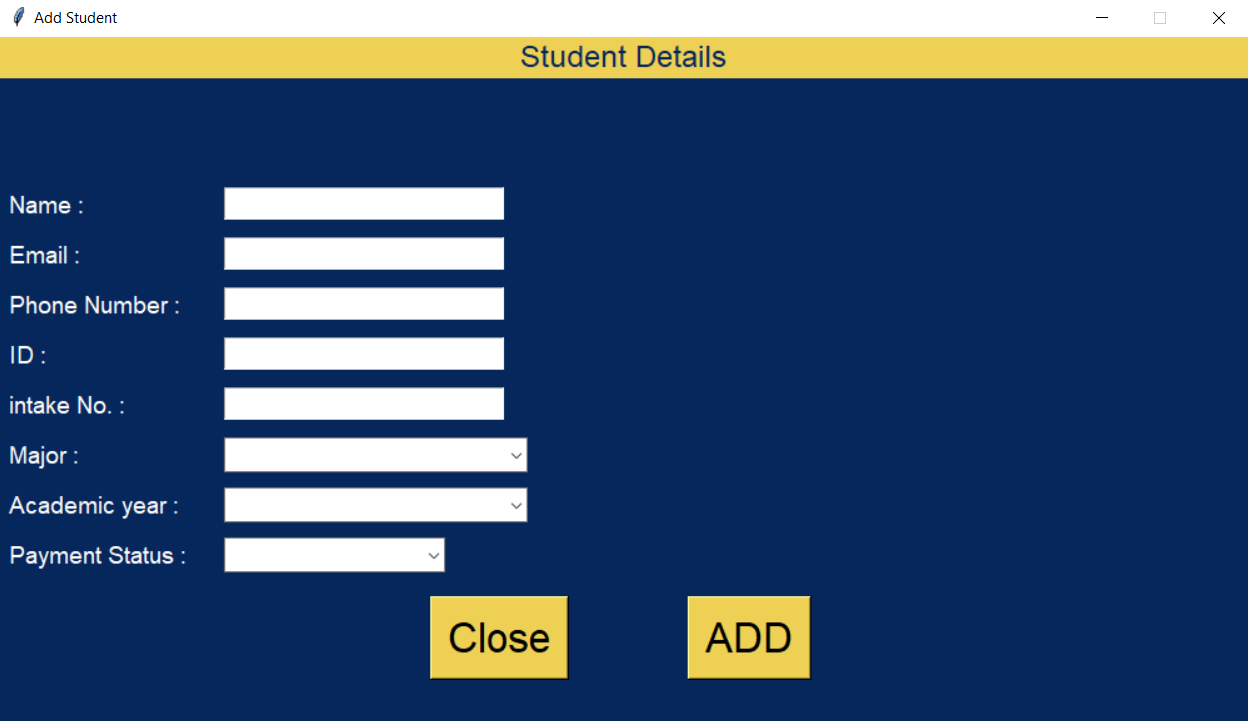 Add Student
Student Details
Name :
Email :
Phone Number :
ID :
intake No. :
Major :
Academic year :
Payment Status :
Close ADD